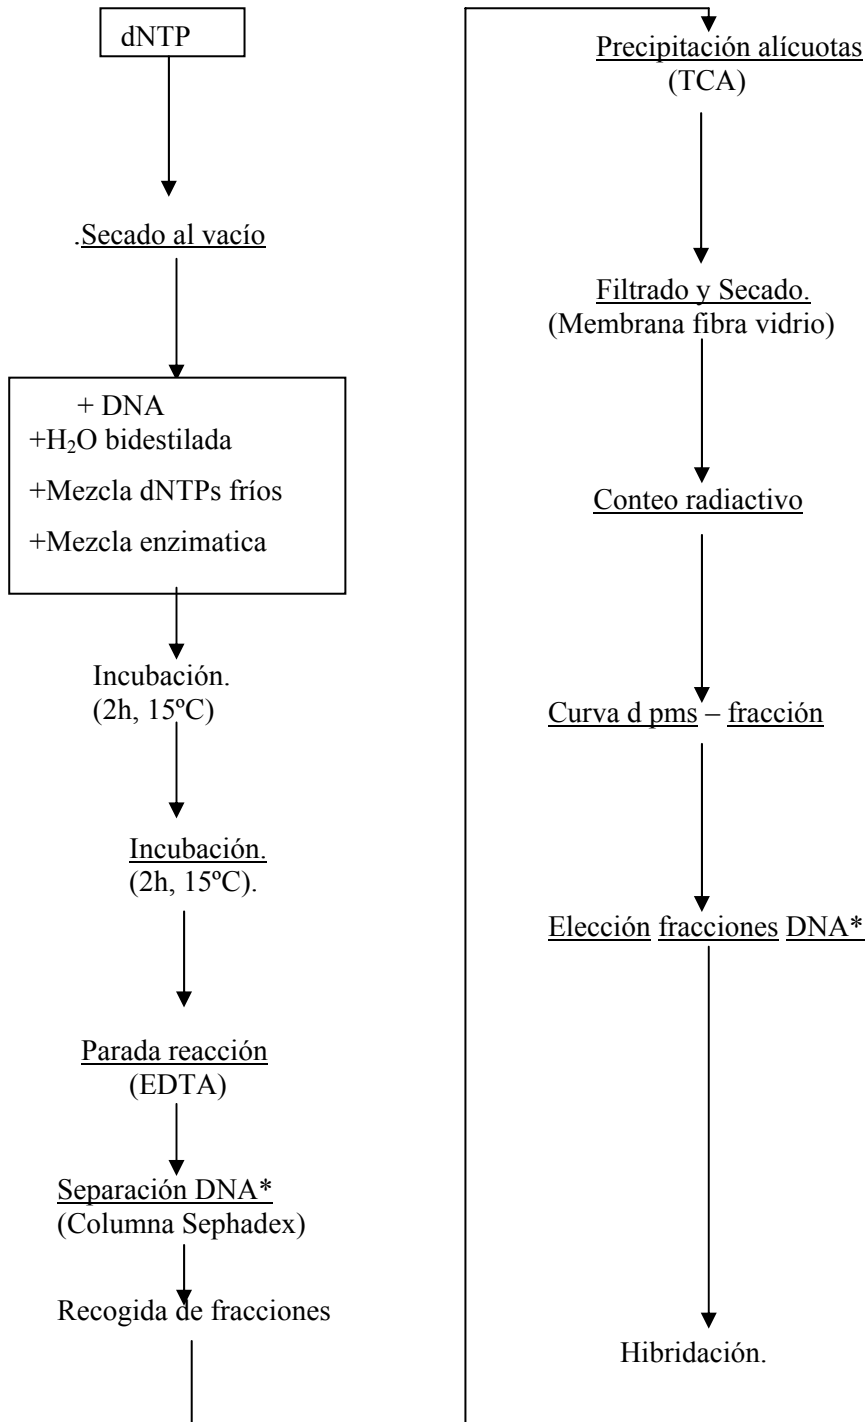 dNTP
.Secado al vacío
+ DNA
+H₂O bidestilada
+Mezcla dNTPs fríos
+Mezcla enzimatica
Incubación.
(2h, 15ºC)
Incubación.
(2h, 15ºC).
Parada reacción
(EDTA)
Separación DNA*
(Columna Sephadex)
Recogida de fracciones
Precipitación alícuotas
(TCA)
Filtrado y Secado.
(Membrana fibra vidrio)
Conteo radiactivo
Curva d pms – fracción
Elección fracciones DNA*
Hibridación.